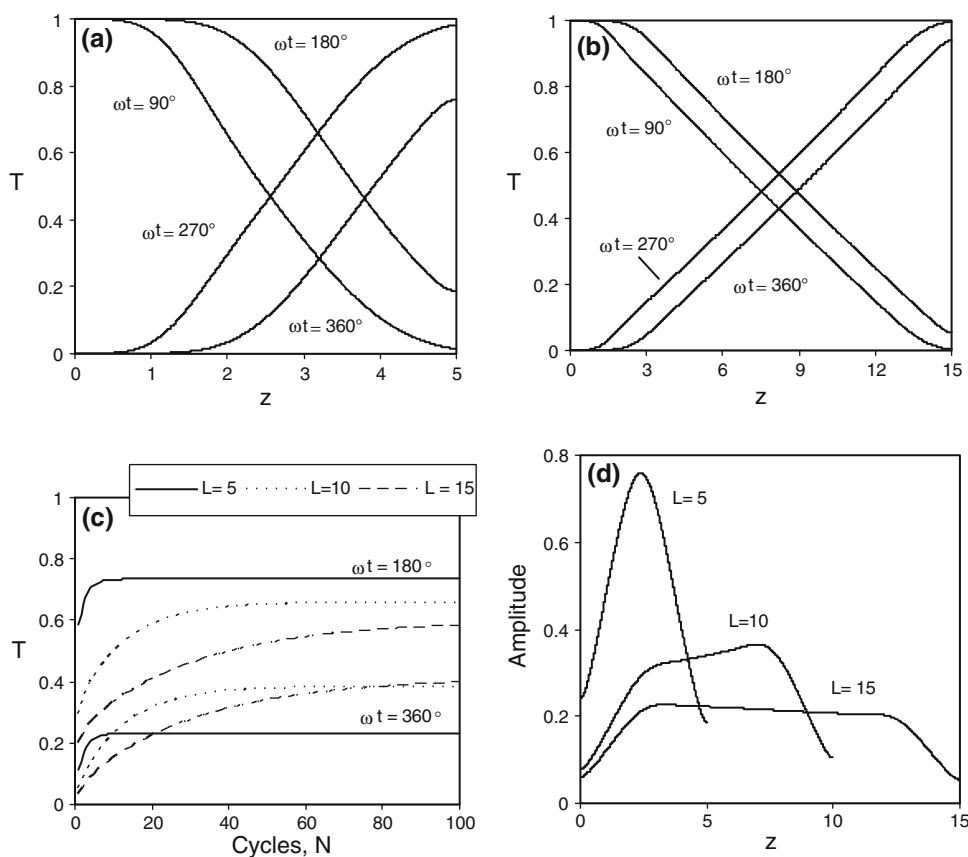 (a)
1
0.8
0.6
T
0.4
0.2
0
0 1 2 3 4 5
z
ωt = 180°
ωt = 90°
ωt = 270°
ωt = 360°
(b)
1
0.8
0.6
T
0.4
0.2
0
0 3 6 9 12 15
z
ωt = 180°
ωt = 90°
ωt = 270°
ωt = 360°
L= 5 L=10 L = 15
(c)
1
0.8
0.6
T
0.4
0.2
0
0 20 40 60 80 100
Cycles, N
ωt = 180°
ωt = 360°
(d)
0.8
0.6
0.4
0.2
0
Amplitude
0 5 10 15
z
L= 5
L=10
L= 15